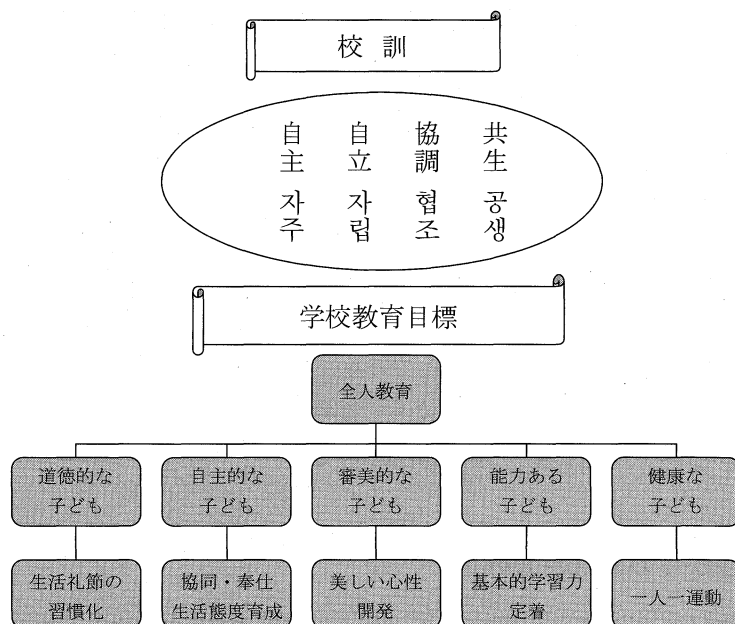 校訓
共生 공생
協調 협조
自立 자립
自主 자주
学校教育目標
全人教育
道徳的な
子ども
自主的な
子ども
審美的な
子ども
能力ある
子ども
健康な
子ども
生活礼節の
習慣化
協同・奉仕
生活態度育成
美しい心性
開発
基本的学習力
定着
一人一運動